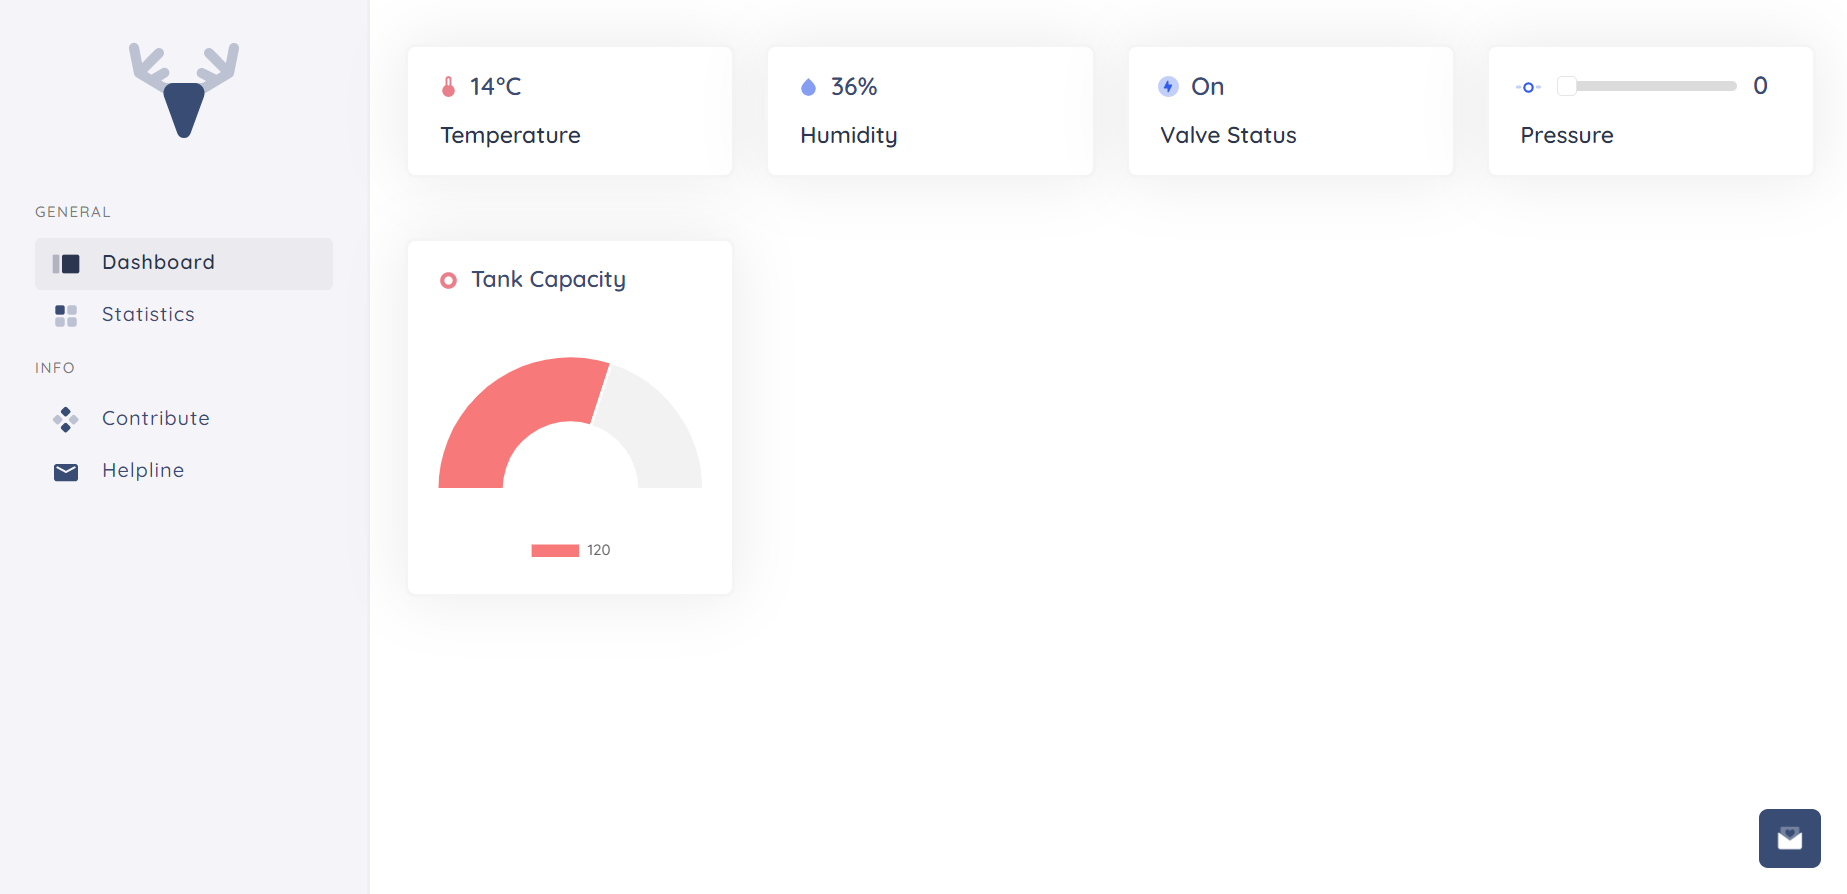 GENERAL
Dashboard
Statistics
INFO
Contribute
Helpline
14°C
Temperature
36%
Humidity
On
Valve Status
0
Pressure
Tank Capacity
120